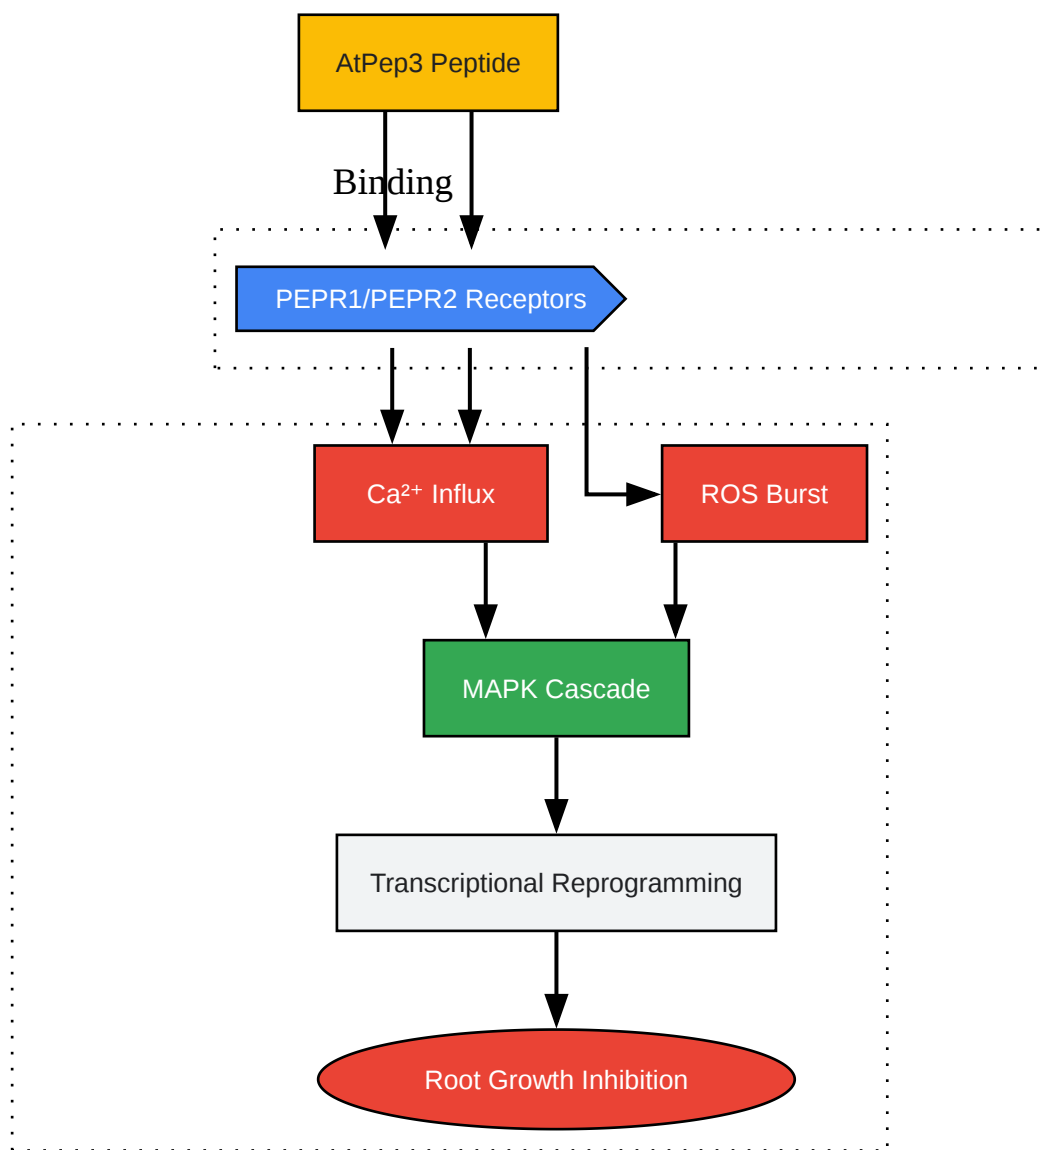 AtPep3 Peptide
Binding
PEPR1/PEPR2 Receptors
Ca²⁺ Influx
ROS Burst
MAPK Cascade
Transcriptional Reprogramming
Root Growth Inhibition